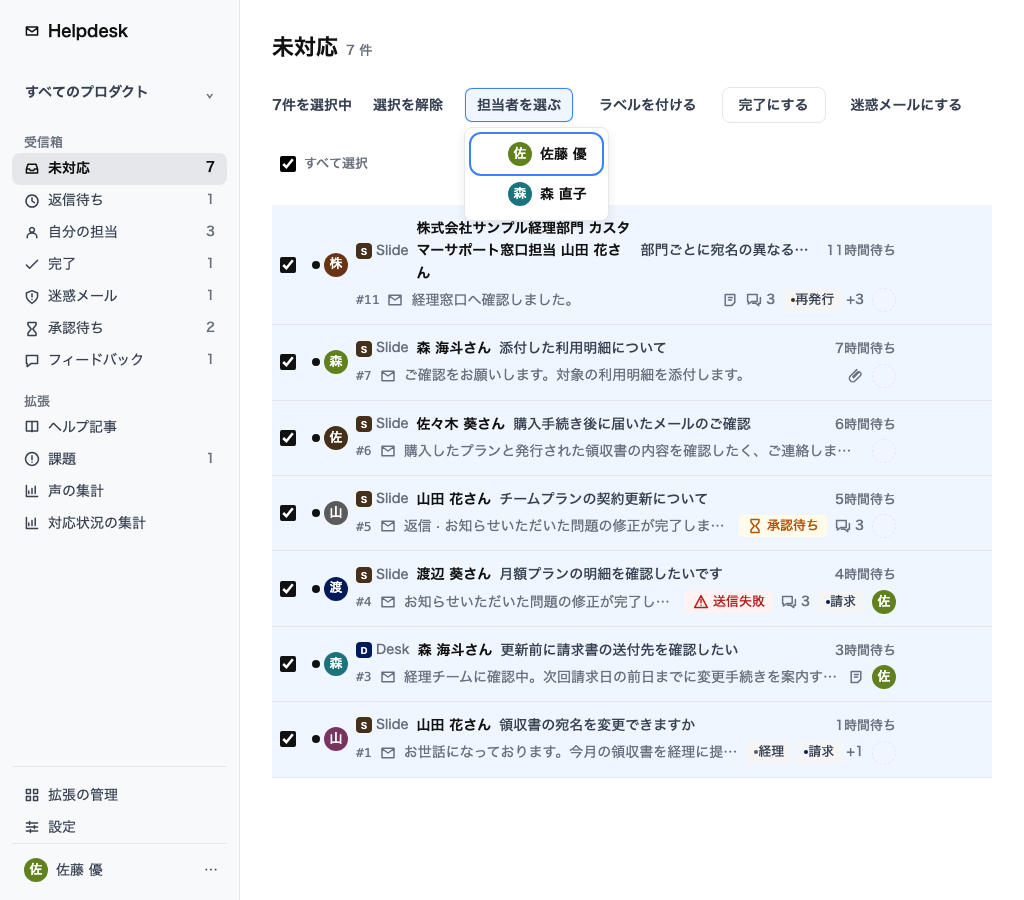 Helpdesk
すべてのプロダクト
受信箱
未対応 7
返信待ち 1
自分の担当 3
完了 1
迷惑メール 1
承認待ち 2
フィードバック 1
拡張
ヘルプ記事
課題 1
声の集計
対応状況の集計
拡張の管理
設定
佐 佐藤 優 …
未対応 7 件
7件を選択中 選択を解除 担当者を選ぶ ラベルを付ける 完了にする 迷惑メールにする
佐 佐藤 優
森 森 直子
すべて選択
株 S Slide 株式会社サンプル経理部門 カスタマーサポート窓口担当 山田 花さん 部門ごとに宛名の異なる… 11時間待ち
#11 経理窓口へ確認しました。 3 •再発行 +3
森 S Slide 森 海斗さん 添付した利用明細について 7時間待ち
#7 ご確認をお願いします。対象の利用明細を添付します。
佐 S Slide 佐々木 葵さん 購入手続き後に届いたメールのご確認 6時間待ち
#6 購入したプランと発行された領収書の内容を確認したく、ご連絡しま…
山 S Slide 山田 花さん チームプランの契約更新について 5時間待ち
#5 返信 · お知らせいただいた問題の修正が完了しま… 承認待ち 3
渡 S Slide 渡辺 葵さん 月額プランの明細を確認したいです 4時間待ち
#4 お知らせいただいた問題の修正が完了し… 送信失敗 3 •請求 佐
森 D Desk 森 海斗さん 更新前に請求書の送付先を確認したい 3時間待ち
#3 経理チームに確認中。次回請求日の前日までに変更手続きを案内す… 佐
山 S Slide 山田 花さん 領収書の宛名を変更できますか 1時間待ち
#1 お世話になっております。今月の領収書を経理に提… •経理 •請求 +1